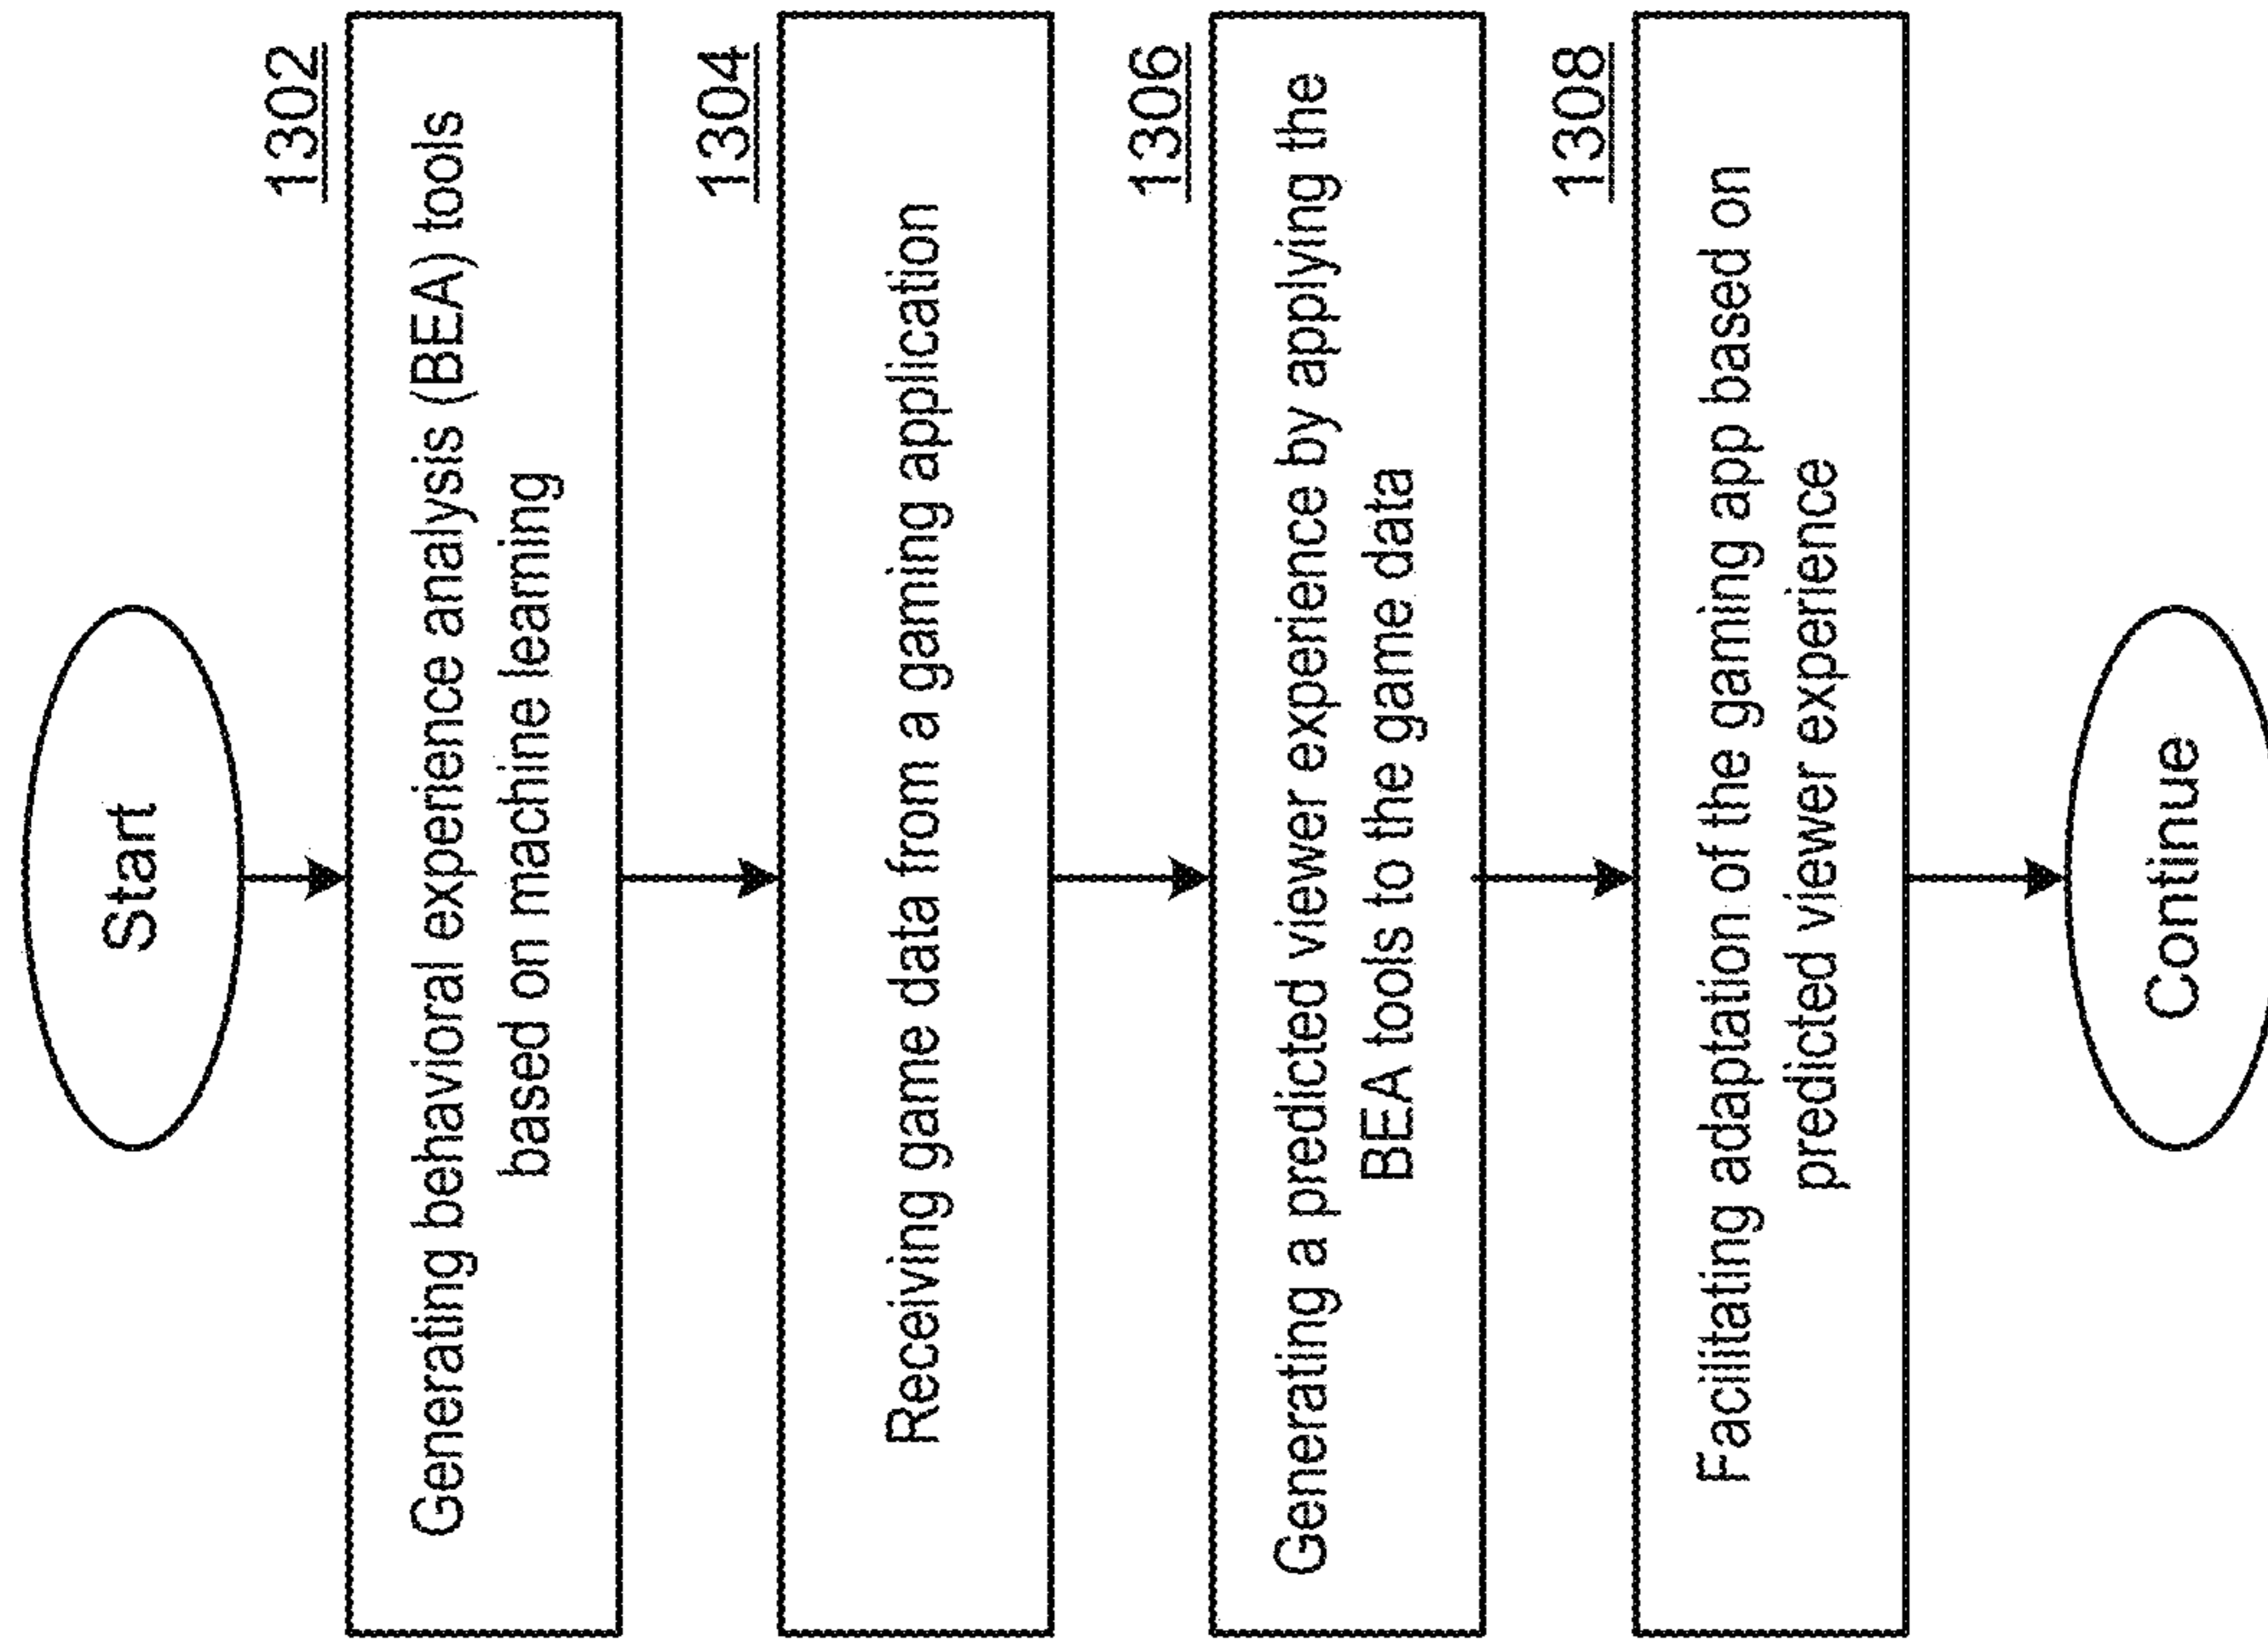 Start
1302
Generating behavioral experience analysis (BEA) tools
based on machine learning
1304
Receiving game data from a gaming application
1306
Generating a predicted viewer experience by applying the
BEA tools to the game data
1308
Facilitating adaptation of the gaming app based on
predicted viewer experience
Continue